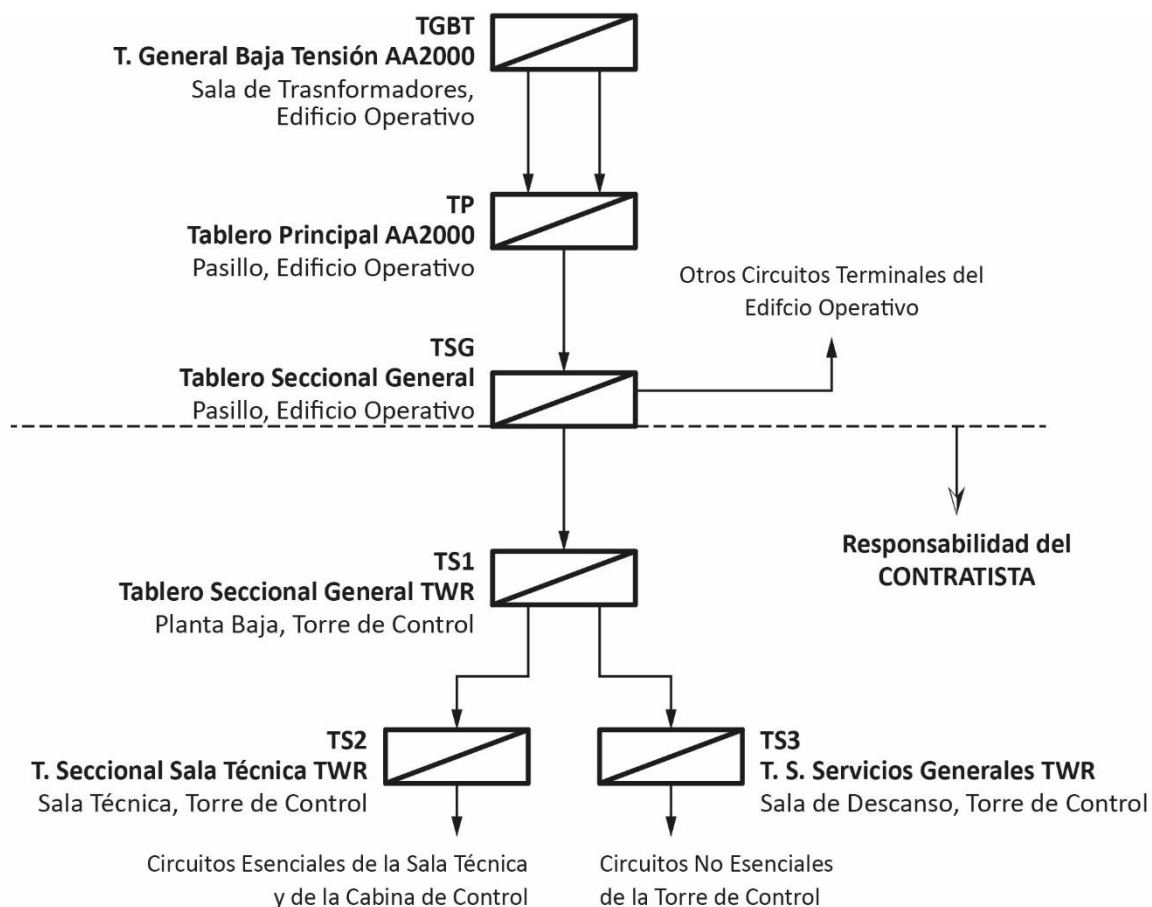 TGBT
T. General Baja Tensión AA2000
Sala de Trasnformadores,
Edificio Operativo
TP
Tablero Principal AA2000
Pasillo, Edificio Operativo
Otros Circuitos Terminales del
Edifcio Operativo
TSG
Tablero Seccional General
Pasillo, Edificio Operativo
Responsabilidad del
CONTRATISTA
TS1
Tablero Seccional General TWR
Planta Baja, Torre de Control
TS2
T. Seccional Sala Técnica TWR
Sala Técnica, Torre de Control
TS3
T. S. Servicios Generales TWR
Sala de Descanso, Torre de Control
Circuitos Esenciales de la Sala Técnica
y de la Cabina de Control
Circuitos No Esenciales
de la Torre de Control